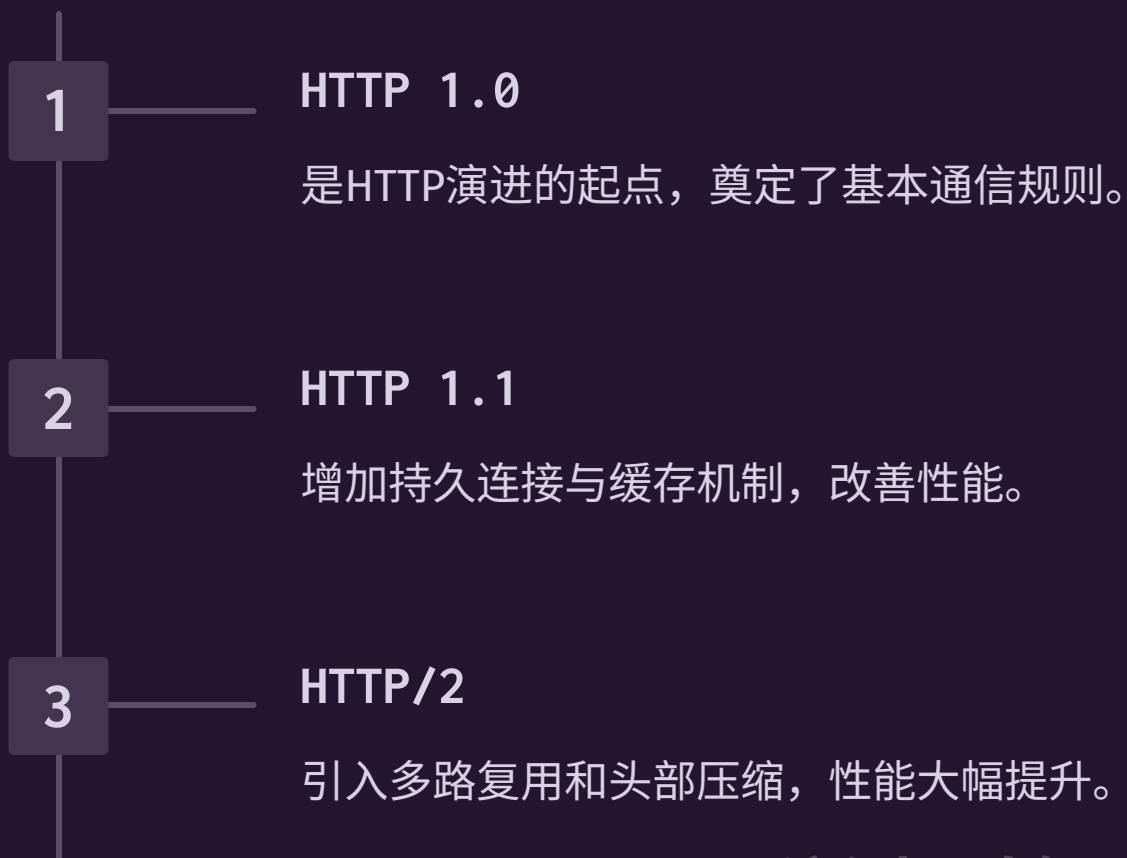 1
HTTP 1.0
是HTTP演进的起点，奠定了基本通信规则。
2
HTTP 1.1
增加持久连接与缓存机制，改善性能。
3
HTTP/2
引入多路复用和头部压缩，性能大幅提升。